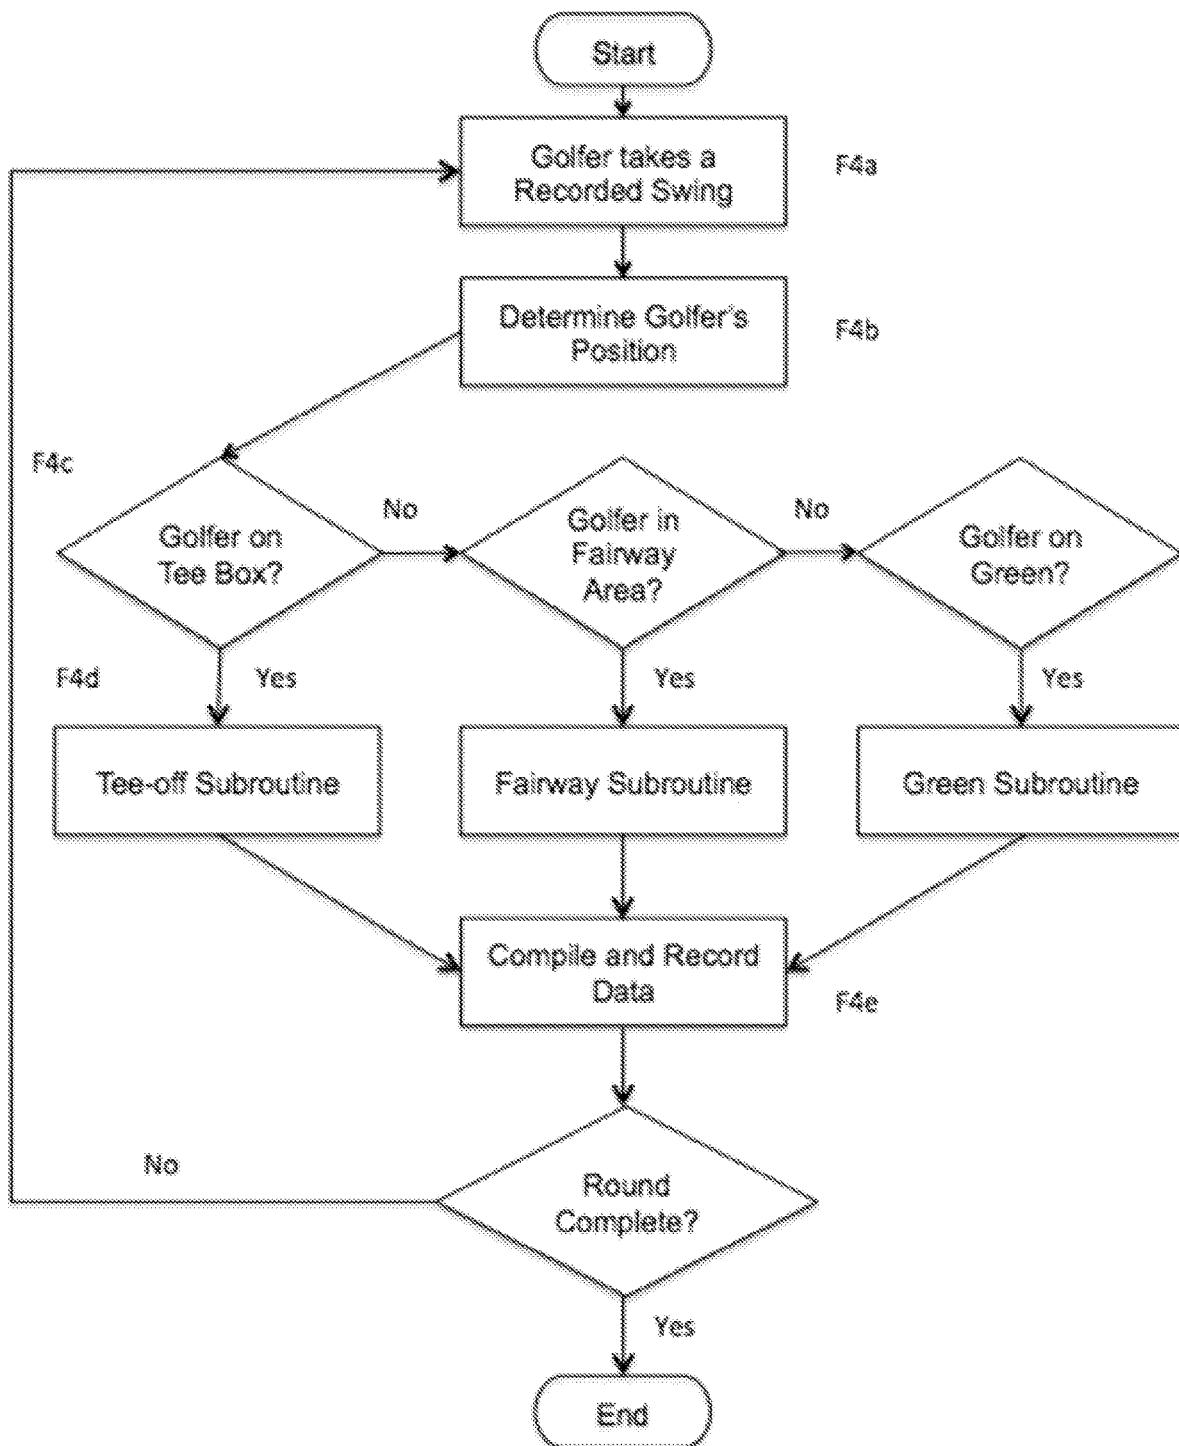 Start
Golfer takes a
Recorded Swing
F4a
Determine Golfer's
Position
F4b
F4c
Golfer on
Tee Box?
No
Golfer in
Fairway
Area?
No
Golfer on
Green?
F4d
Yes
Yes
Yes
Tee-off Subroutine
Fairway Subroutine
Green Subroutine
Compile and Record
Data
F4e
No
Round
Complete?
Yes
End